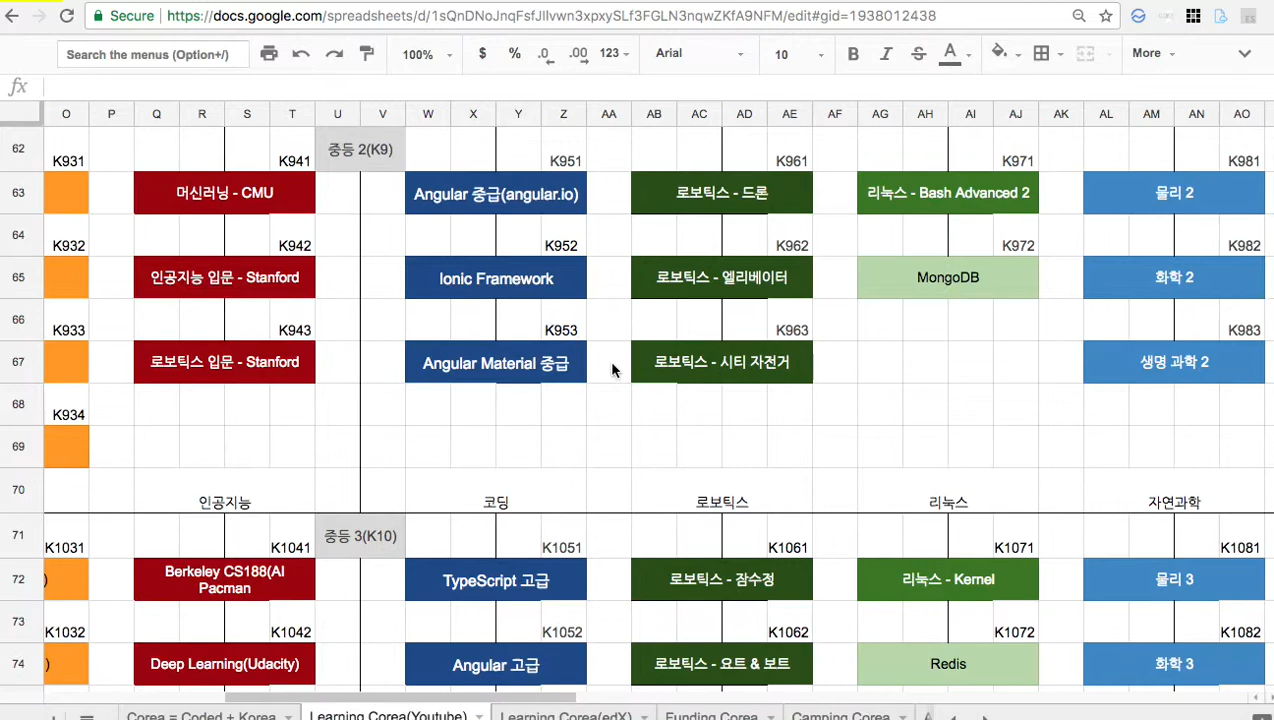 Secure
https://docs.google.com/spreadsheets/d/1sQnDNoJnqFsfJIlvwn3xpxySLf3FGLN3nqwZKfA9NFM/edit#gid=1938012438
Search the menus (Option+/)
100%
$
%
.0
.00
123
Arial
10
B
I
S
A
More
fx
O P Q R S T U V W X Y Z AA AB AC AD AE AF AG AH AI AJ AK AL AM AN AO
62 K931 K941 중등 2(K9) K951 K961 K971 K981
63 머신러닝 - CMU Angular 중급(angular.io) 로보틱스 - 드론 리눅스 - Bash Advanced 2 물리 2
64 K932 K942 K952 K962 K972 K982
65 인공지능 입문 - Stanford Ionic Framework 로보틱스 - 엘리베이터 MongoDB 화학 2
66 K933 K943 K953 K963 K983
67 로보틱스 입문 - Stanford Angular Material 중급 로보틱스 - 시티 자전거 생명 과학 2
68 K934
69
70 인공지능 코딩 로보틱스 리눅스 자연과학
71 K1031 K1041 중등 3(K10) K1051 K1061 K1071 K1081
72 ) Berkeley CS188(AI
Pacman TypeScript 고급 로보틱스 - 잠수정 리눅스 - Kernel 물리 3
73 K1032 K1042 K1052 K1062 K1072 K1082
74 ) Deep Learning(Udacity) Angular 고급 로보틱스 - 요트 & 보트 Redis 화학 3
Corea = Coded + Korea Learning Corea(Youtube) Learning Corea(edX) Funding Corea Camping Corea